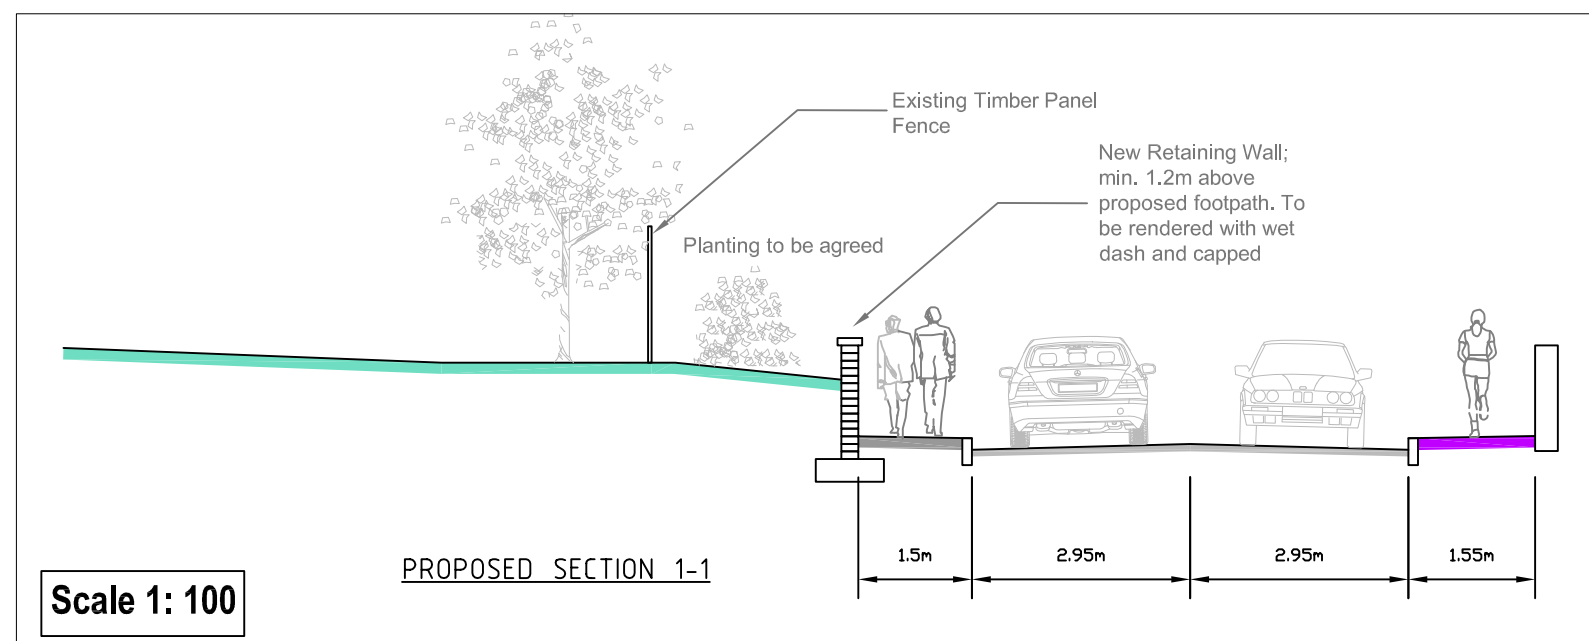 Existing Timber Panel
Fence
New Retaining Wall;
min. 1.2m above
proposed footpath. To
be rendered with wet
dash and capped
Planting to be agreed
1.5m
2.95m
2.95m
1.55m
PROPOSED SECTION 1-1
Scale 1: 100